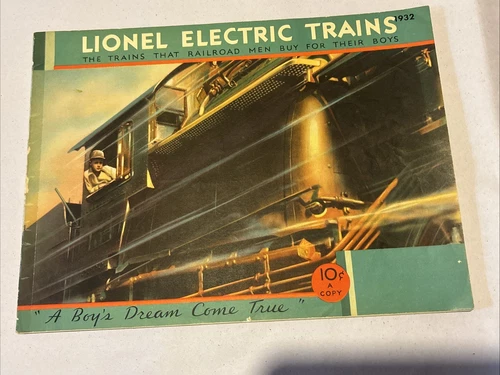 LIONEL ELECTRIC TRAINS 1932
THE TRAINS THAT RAILROAD MEN BUY FOR THEIR BOYS
10¢
A
COPY
"A Boy's Dream Come True"